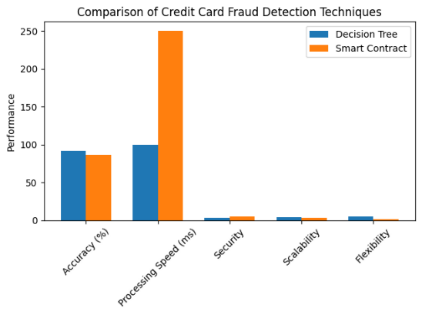 Comparison of Credit Card Fraud Detection Techniques
Decision Tree
Smart Contract
Performance
250
200
150
100
50
0
Accuracy (%)
Processing Speed (ms)
Security
Scalability
Flexibility